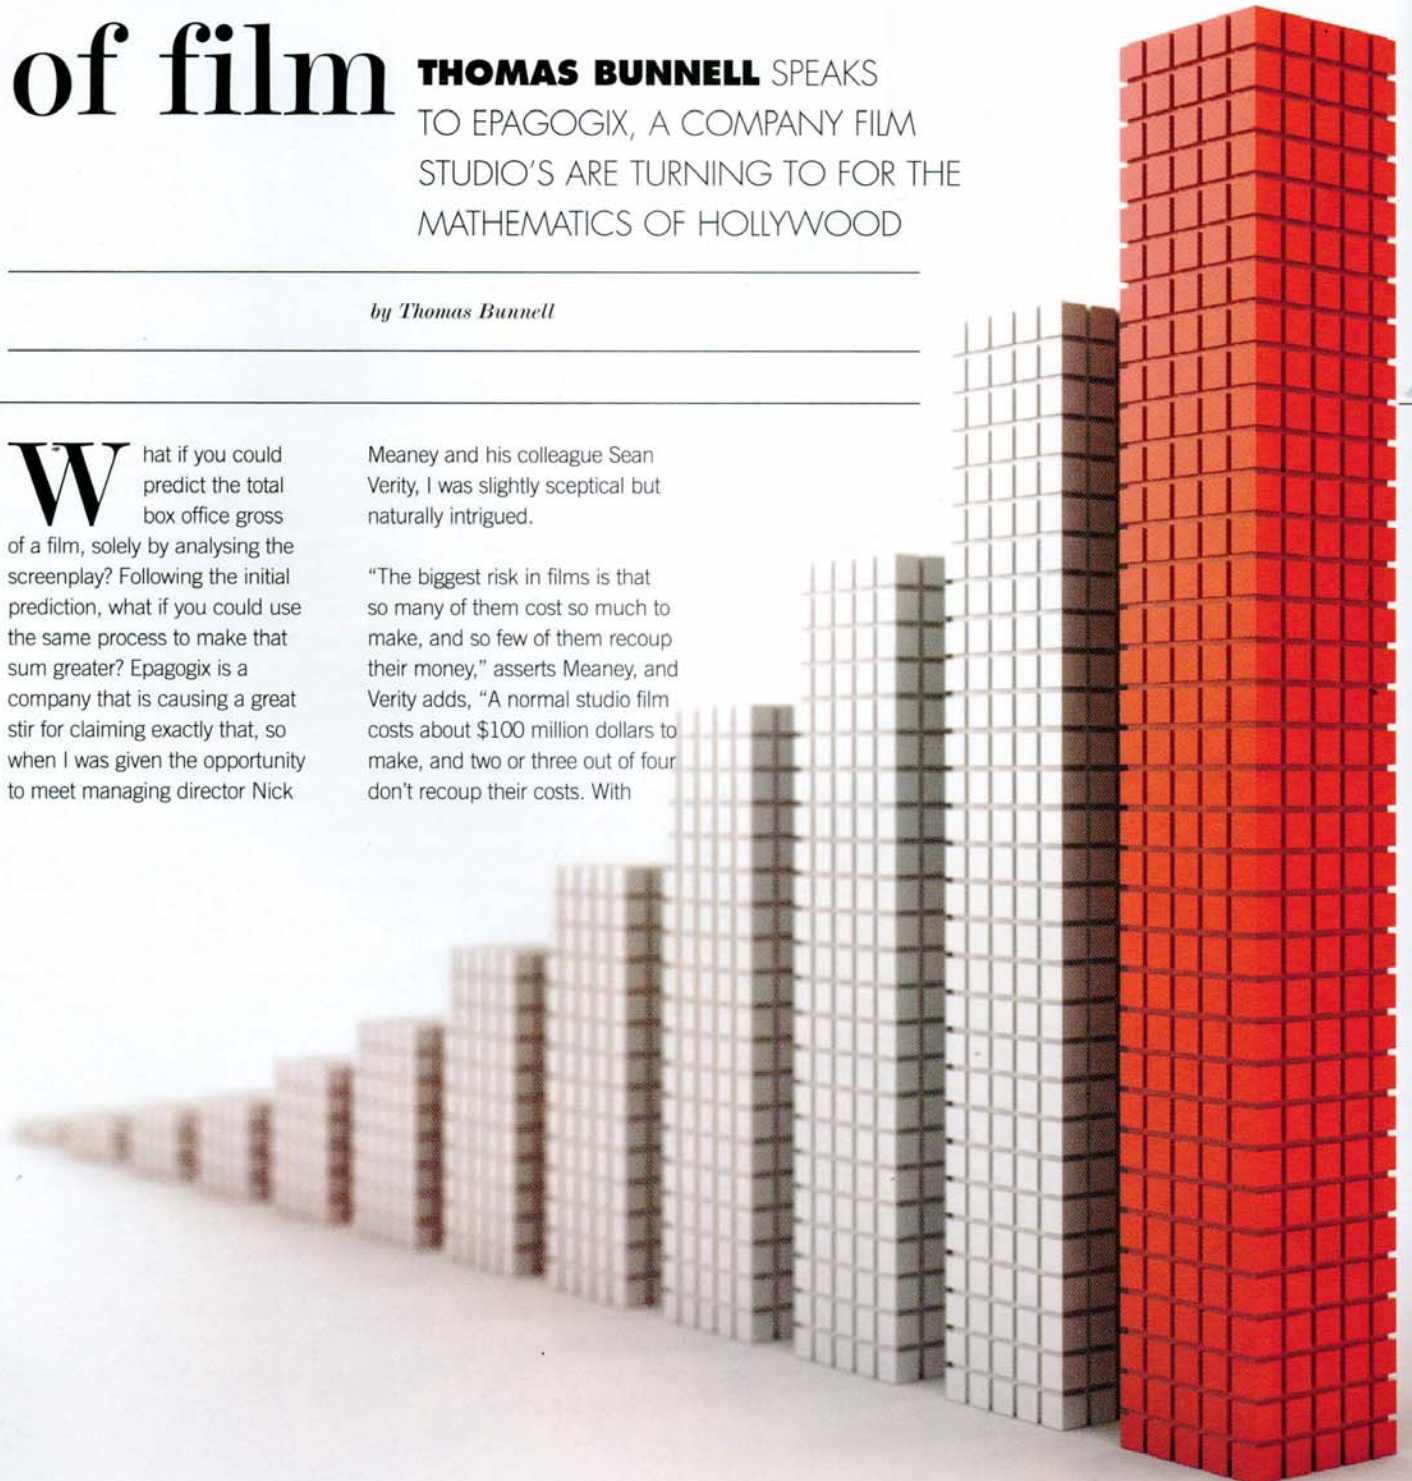 of film
THOMAS BUNNELL SPEAKS
TO EPAGOGIX, A COMPANY FILM
STUDIO'S ARE TURNING TO FOR THE
MATHEMATICS OF HOLLYWOOD
by Thomas Bunnell
What if you could
predict the total
box office gross
of a film, solely by analysing the
screenplay? Following the initial
prediction, what if you could use
the same process to make that
sum greater? Epagogix is a
company that is causing a great
stir for claiming exactly that, so
when I was given the opportunity
to meet managing director Nick
Meaney and his colleague Sean
Verity, I was slightly sceptical but
naturally intrigued.
“The biggest risk in films is that
so many of them cost so much to
make, and so few of them recoup
their money,” asserts Meaney, and
Verity adds, “A normal studio film
costs about $100 million dollars to
make, and two or three out of four
don't recoup their costs. With